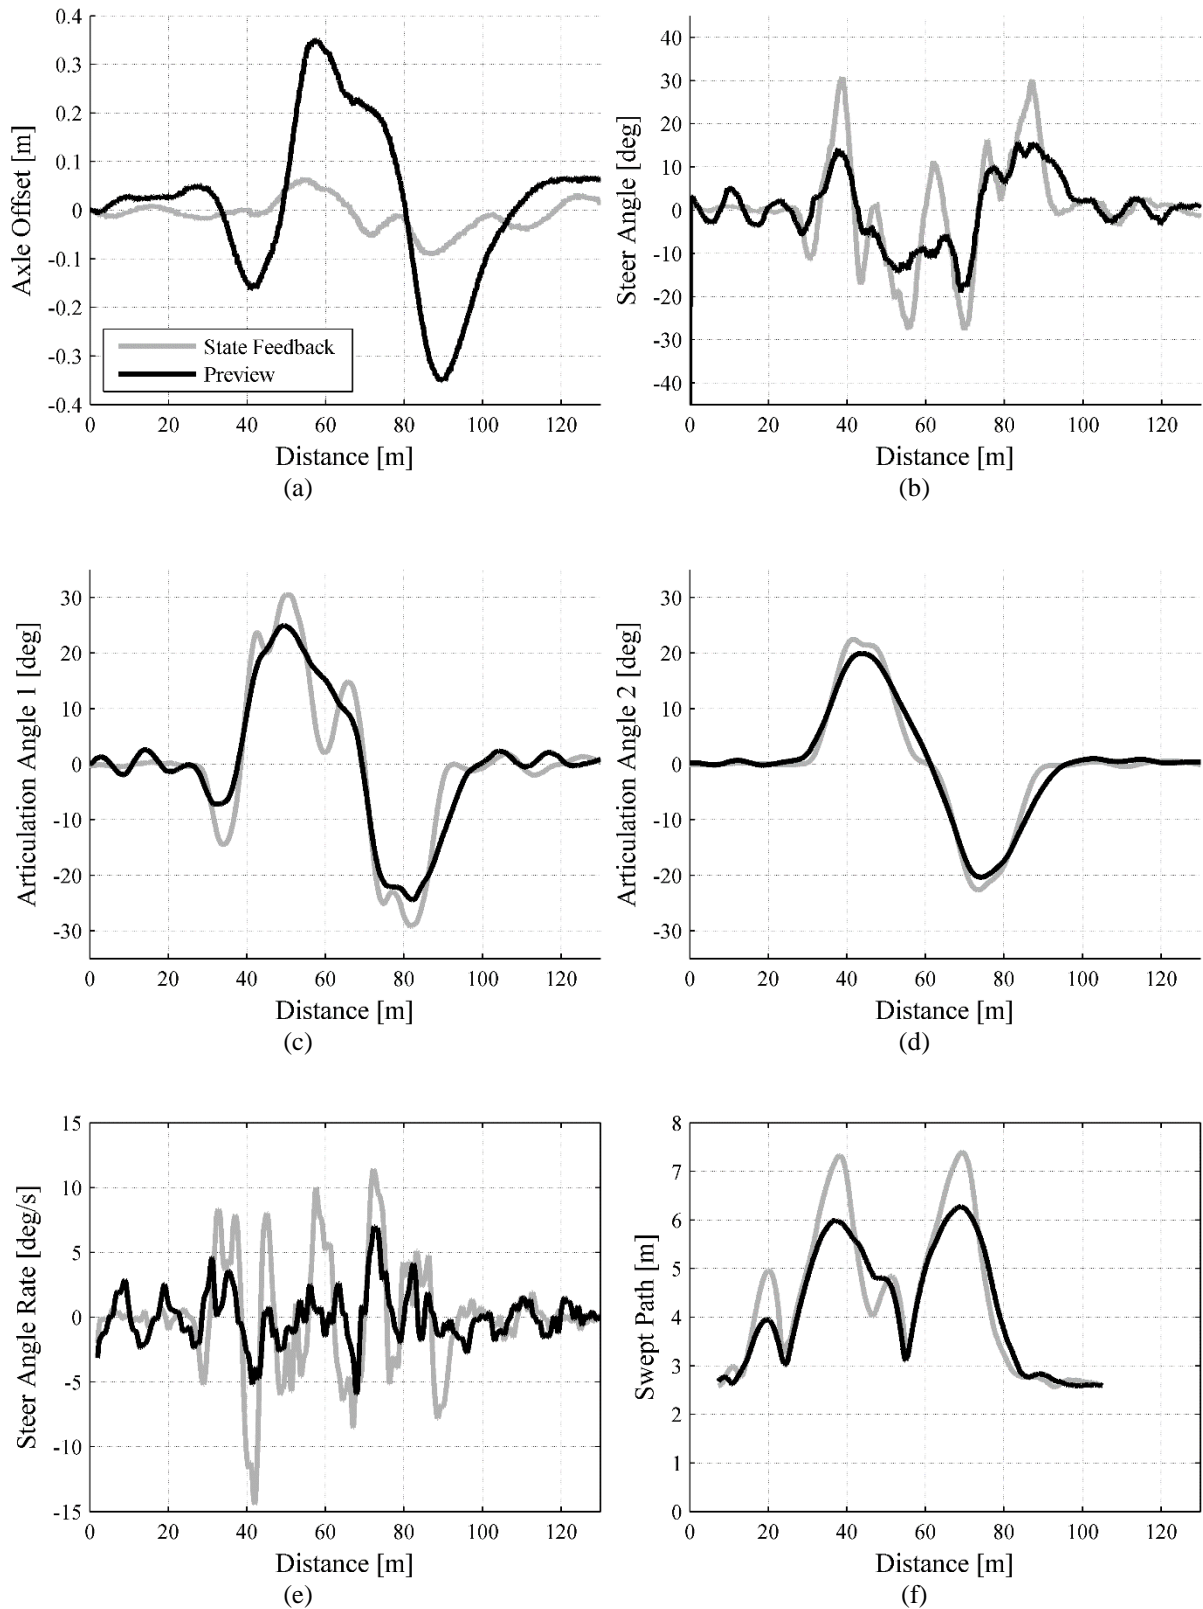 0.4
0.3
0.2
0.1
0
-0.1
-0.2
-0.3
-0.4
Axle Offset [m]
State Feedback
Preview
0 20 40 60 80 100 120
Distance [m]
(a)
40
30
20
10
0
-10
-20
-30
-40
Steer Angle [deg]
0 20 40 60 80 100 120
Distance [m]
(b)
30
20
10
0
-10
-20
-30
Articulation Angle 1 [deg]
0 20 40 60 80 100 120
Distance [m]
(c)
30
20
10
0
-10
-20
-30
Articulation Angle 2 [deg]
0 20 40 60 80 100 120
Distance [m]
(d)
15
10
5
0
-5
-10
-15
Steer Angle Rate [deg/s]
0 20 40 60 80 100 120
Distance [m]
(e)
8
7
6
5
4
3
2
1
0
Swept Path [m]
0 20 40 60 80 100 120
Distance [m]
(f)